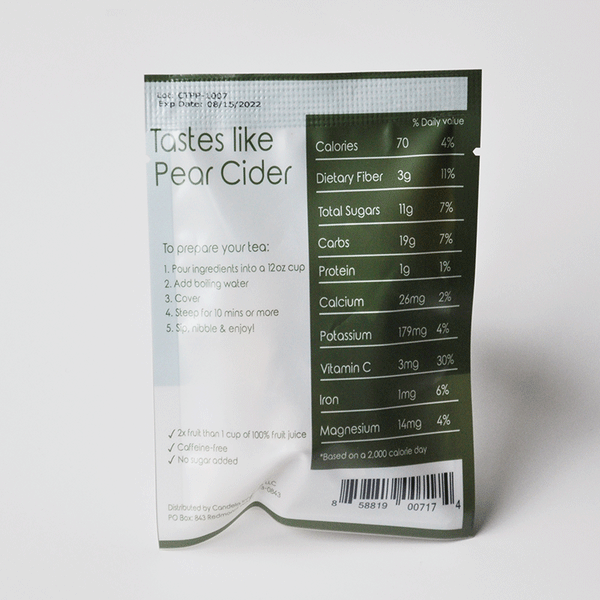 Lot: CTPP-1007
Exp Date: 08/15/2022
Tastes like
Pear Cider
To prepare your tea:
1. Pour ingredients into a 12oz cup
2. Add boiling water
3. Cover
4. Steep for 10 mins or more
5. Sip, nibble & enjoy!
✓ 2x fruit than 1 cup of 100% fruit juice
✓ Caffeine-free
✓ No sugar added
Distributed by
PO Box: 843
LLC
-0843
% Daily value
Calories 70 4%
Dietary Fiber 3g 11%
Total Sugars 11g 7%
Carbs 19g 7%
Protein 1g 1%
Calcium 26mg 2%
Potassium 179mg 4%
Vitamin C 3mg 30%
Iron 1mg 6%
Magnesium 14mg 4%
*Based on a 2,000 calorie day
8 58819 00717 4